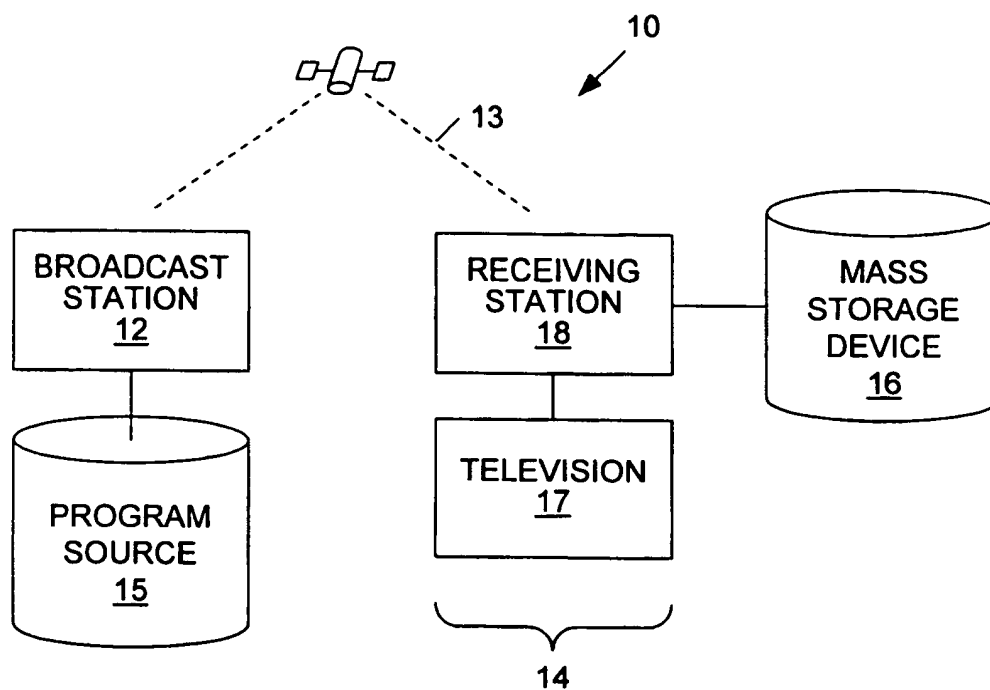 10
13
BROADCAST
STATION
12
RECEIVING
STATION
18
MASS
STORAGE
DEVICE
16
PROGRAM
SOURCE
15
TELEVISION
17
14